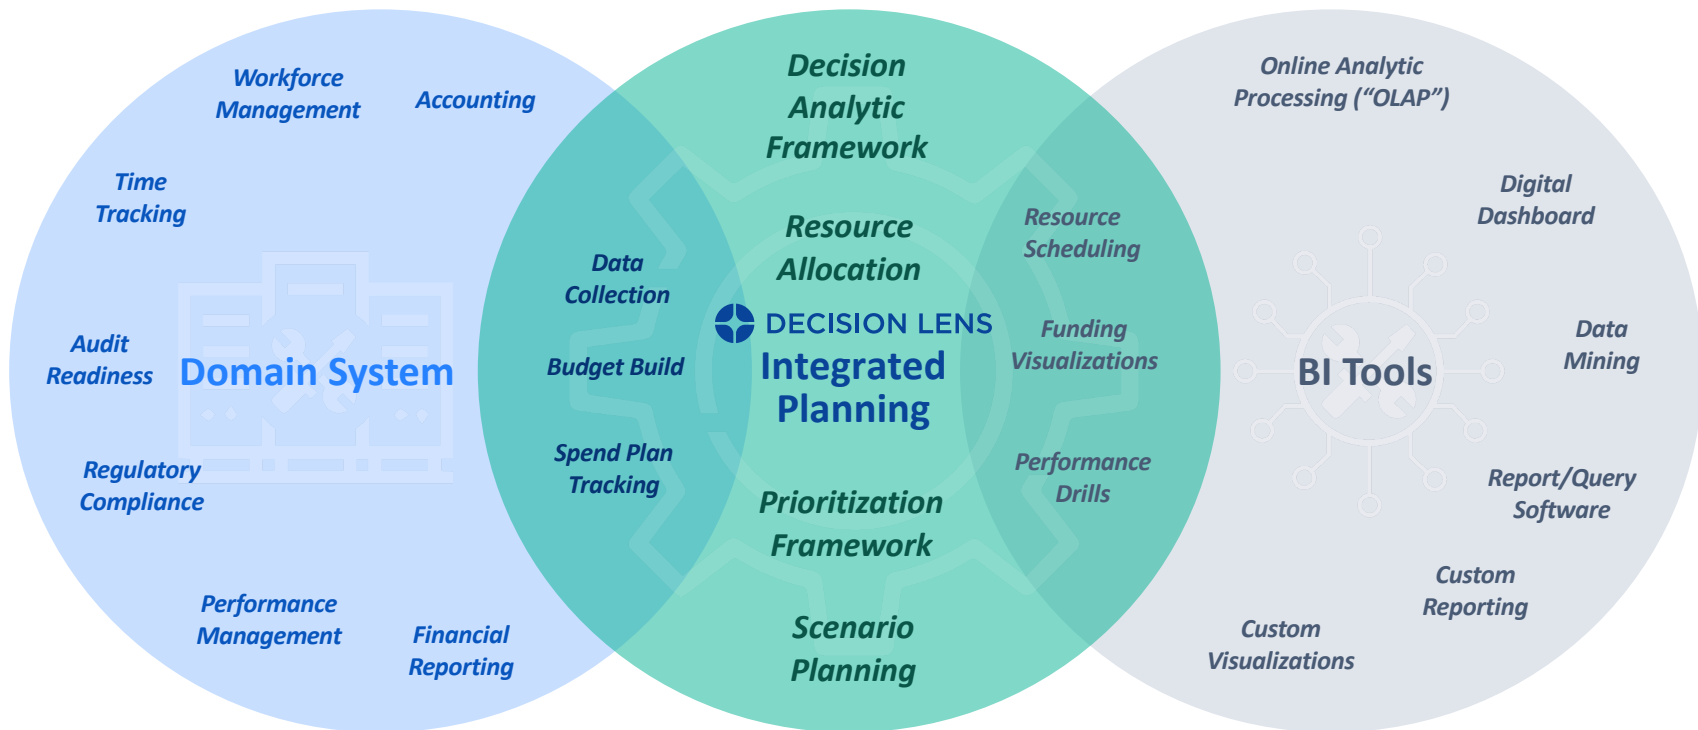 Workforce
Management
Accounting
Time
Tracking
Audit
Readiness
Domain System
Regulatory
Compliance
Performance
Management
Financial
Reporting
Data
Collection
Budget Build
Spend Plan
Tracking
Decision
Analytic
Framework
Resource
Allocation
DECISION LENS
Integrated
Planning
Prioritization
Framework
Scenario
Planning
Resource
Scheduling
Funding
Visualizations
Performance
Drills
Online Analytic
Processing (“OLAP”)
Digital
Dashboard
Data
Mining
BI Tools
Report/Query
Software
Custom
Reporting
Custom
Visualizations